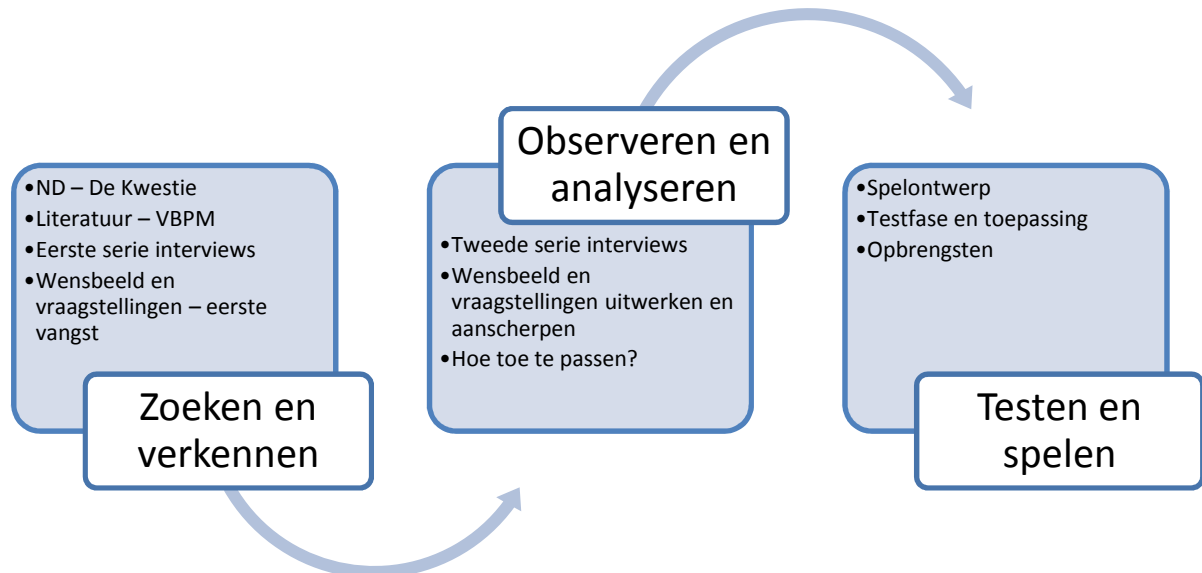 •ND – De Kwestie
•Literatuur – VBPM
•Eerste serie interviews
•Wensbeeld en
vraagstellingen – eerste
vangst
Zoeken en
verkennen
Observeren en
analyseren
•Tweede serie interviews
•Wensbeeld en
vraagstellingen uitwerken en
aanscherpen
•Hoe toe te passen?
•Spelontwerp
•Testfase en toepassing
•Opbrengsten
Testen en
spelen